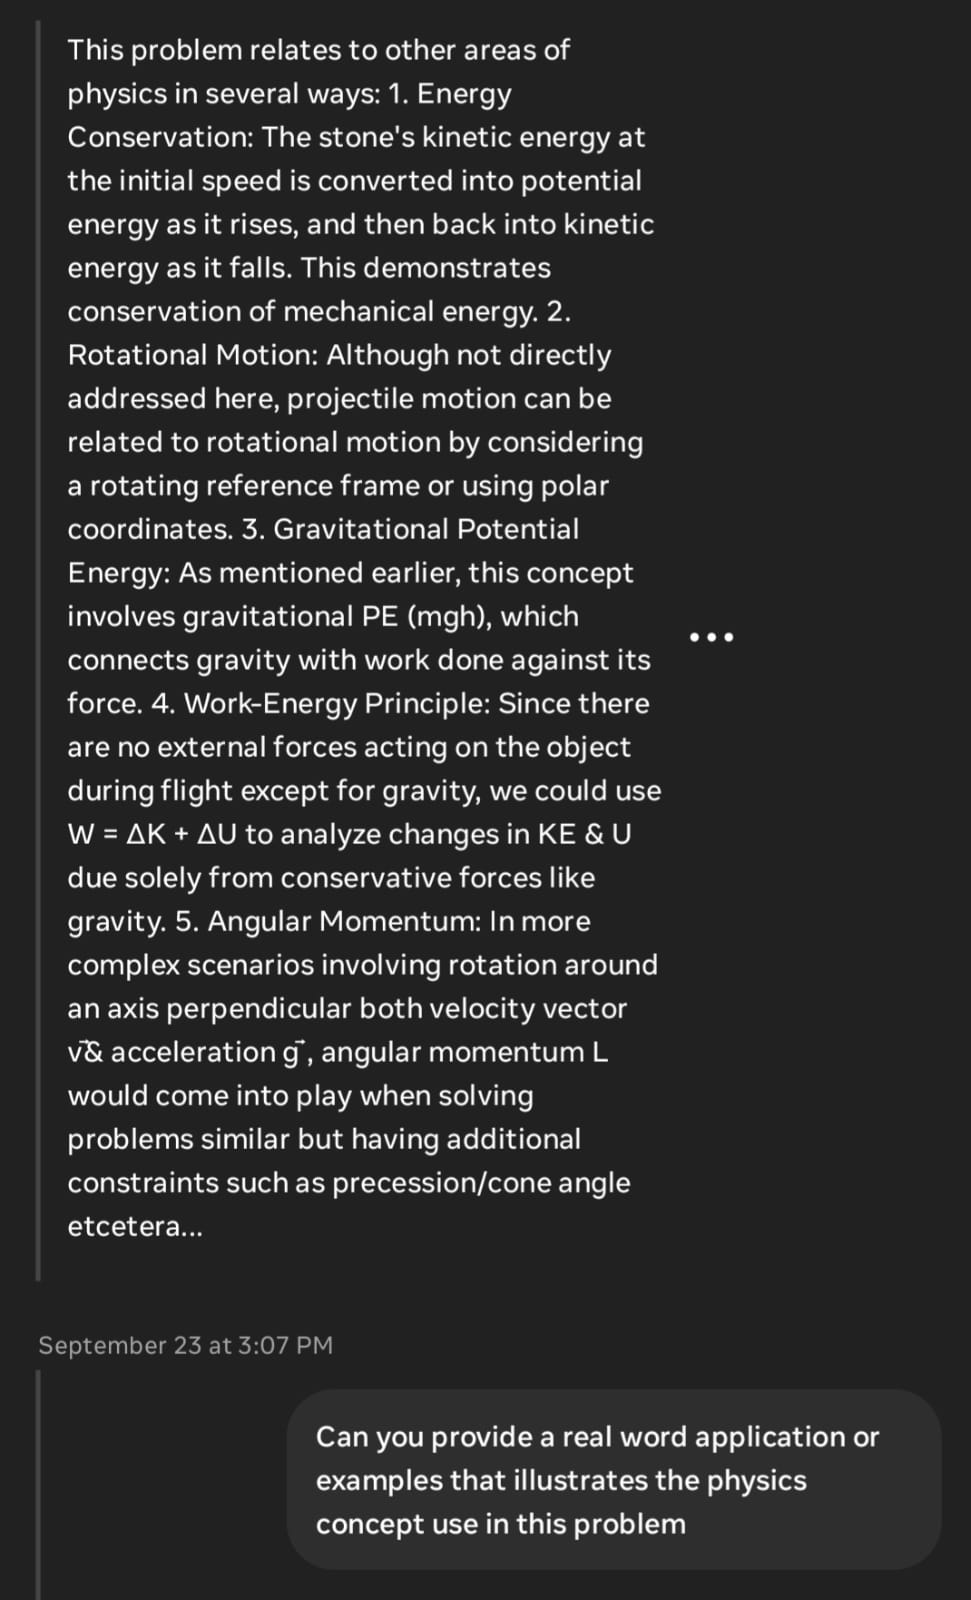 This problem relates to other areas of
physics in several ways: 1. Energy
Conservation: The stone's kinetic energy at
the initial speed is converted into potential
energy as it rises, and then back into kinetic
energy as it falls. This demonstrates
conservation of mechanical energy. 2.
Rotational Motion: Although not directly
addressed here, projectile motion can be
related to rotational motion by considering
a rotating reference frame or using polar
coordinates. 3. Gravitational Potential
Energy: As mentioned earlier, this concept
involves gravitational PE (mgh), which
connects gravity with work done against its
force. 4. Work-Energy Principle: Since there
are no external forces acting on the object
during flight except for gravity, we could use
W = ΔK + ΔU to analyze changes in KE & U
due solely from conservative forces like
gravity. 5. Angular Momentum: In more
complex scenarios involving rotation around
an axis perpendicular both velocity vector
v⃗& acceleration g⃗, angular momentum L
would come into play when solving
problems similar but having additional
constraints such as precession/cone angle
etcetera...
September 23 at 3:07 PM
Can you provide a real word application or
examples that illustrates the physics
concept use in this problem